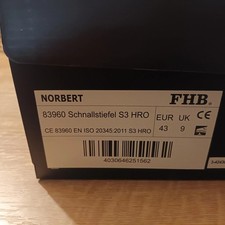 NORBERT
FHB®
83960 Schnallstiefel S3 HRO
EUR UK CE
43 9
CE 83960 EN ISO 20345:2011 S3 HRO
4030646251562